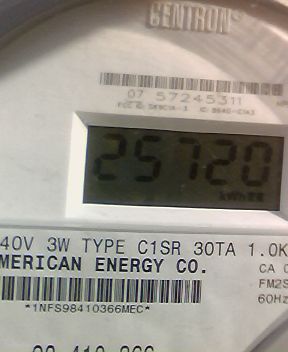 CENTRON®
07 57245311
25720
kWh
40V 3W TYPE C1SR 30TA 1.0K
MERICAN ENERGY CO.
CA
FM2S
60Hz
*1NFS98410366MEC*